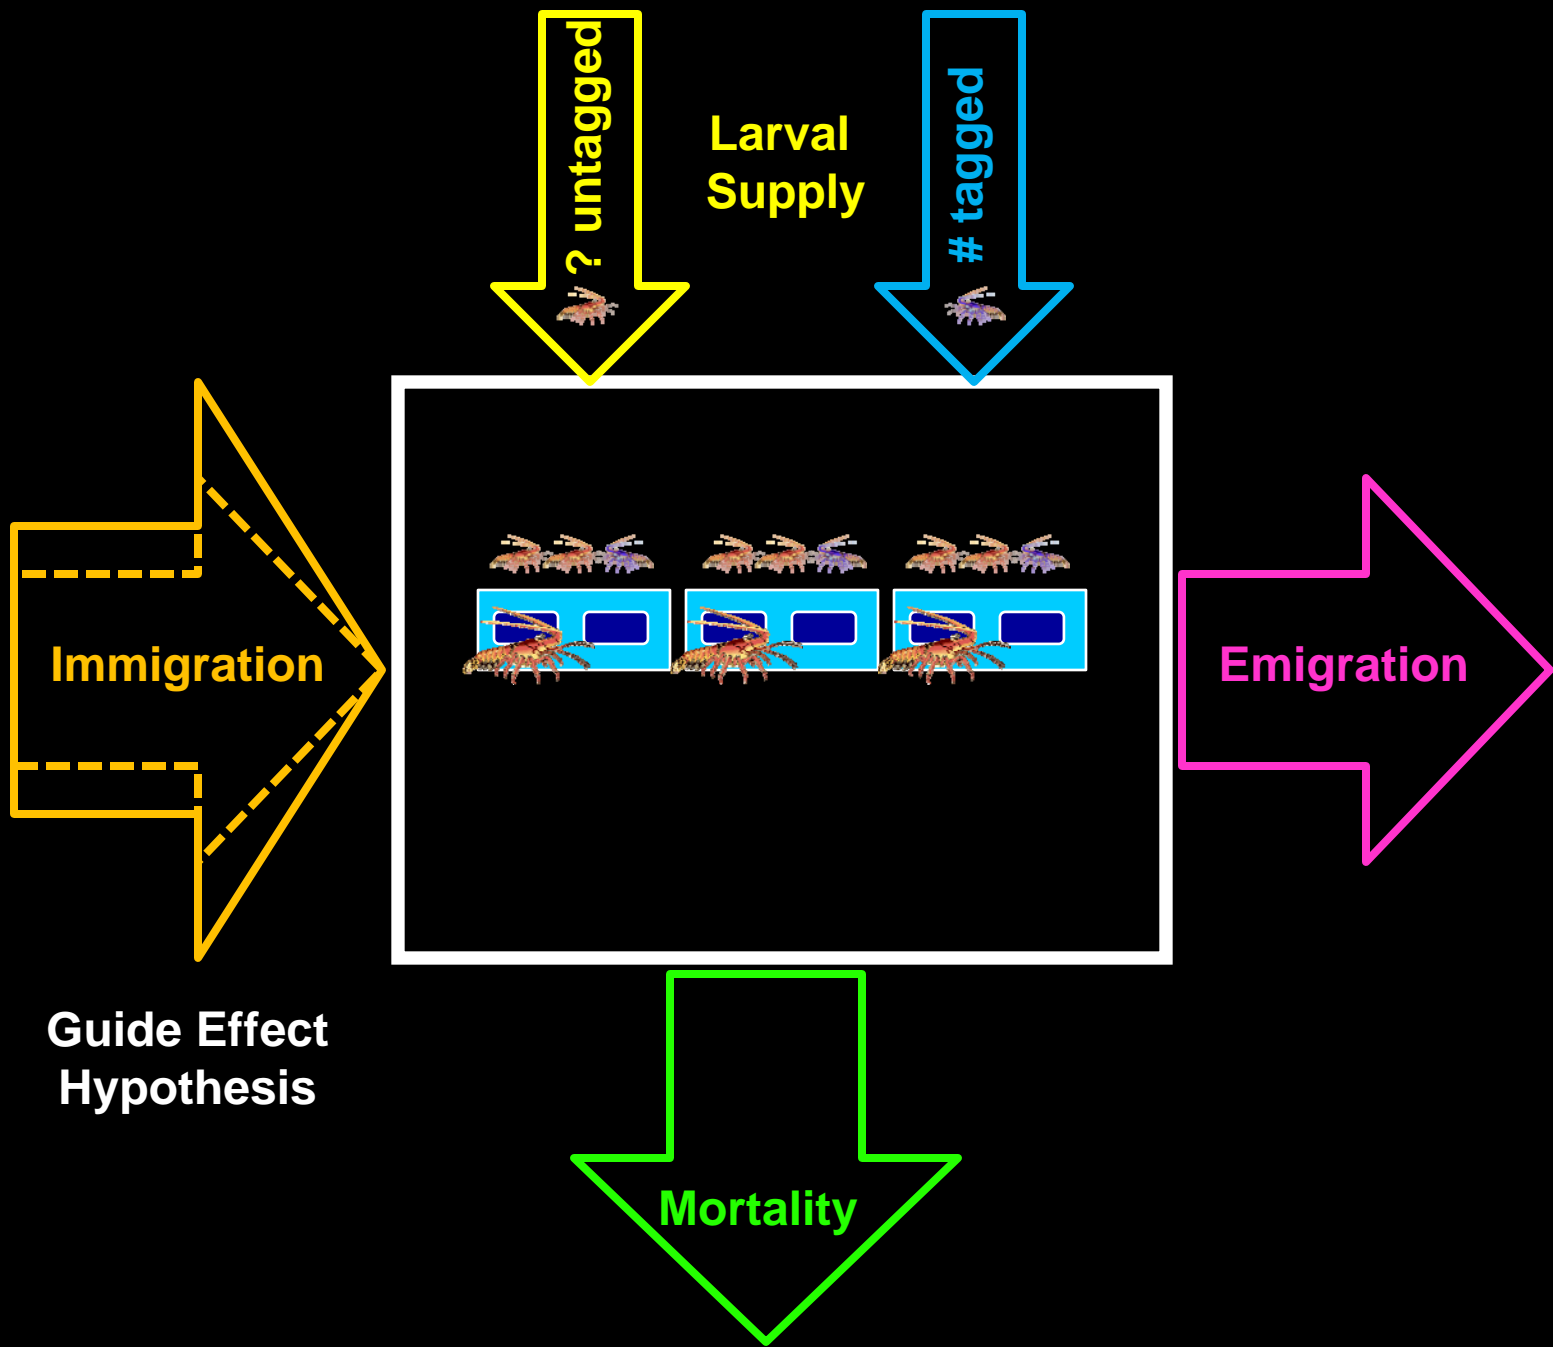 ? untagged
Larval
Supply
# tagged
Immigration
Emigration
Guide Effect
Hypothesis
Mortality